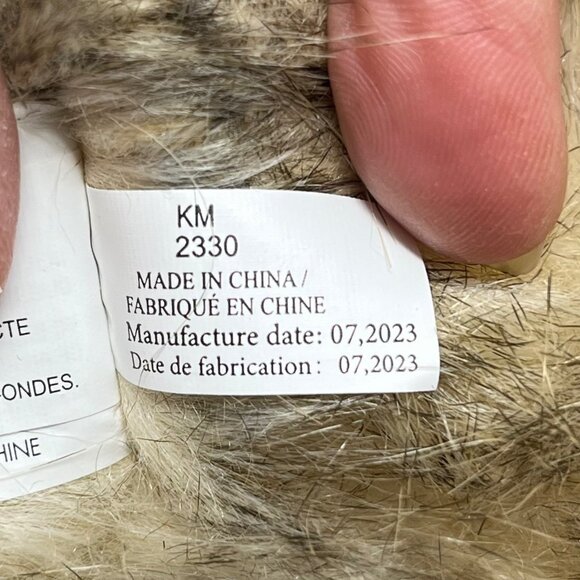 CTE
ONDES.
HINE
KM
2330
MADE IN CHINA /
FABRIQUÉ EN CHINE
Manufacture date: 07,2023
Date de fabrication : 07,2023